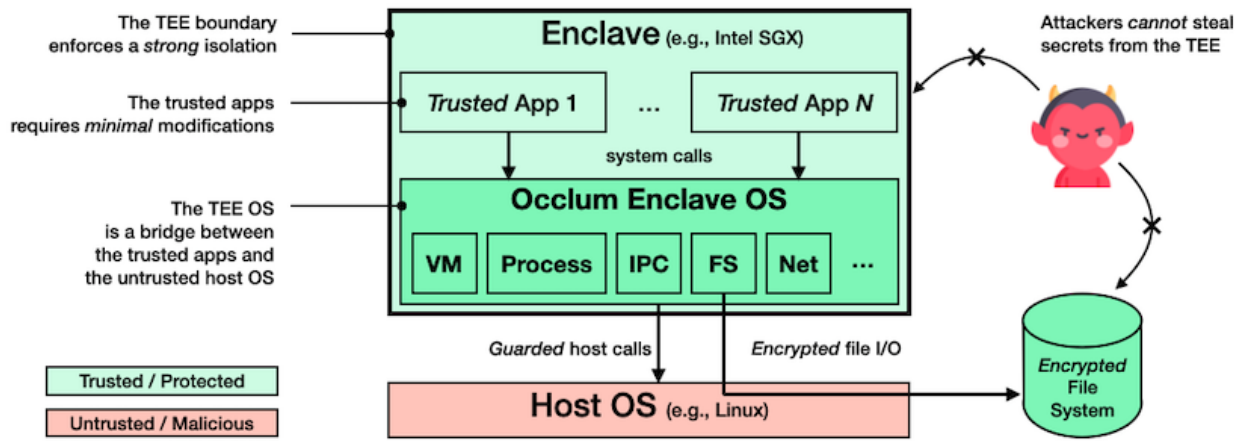 The TEE boundary
enforces a strong isolation
Enclave (e.g., Intel SGX)
Attackers cannot steal
secrets from the TEE
The trusted apps
requires minimal modifications
Trusted App 1
...
Trusted App N
system calls
The TEE OS
is a bridge between
the trusted apps and
the untrusted host OS
Occlum Enclave OS
VM
Process
IPC
FS
Net
...
Guarded host calls
Encrypted file I/O
Encrypted
File
System
Trusted / Protected
Untrusted / Malicious
Host OS (e.g., Linux)